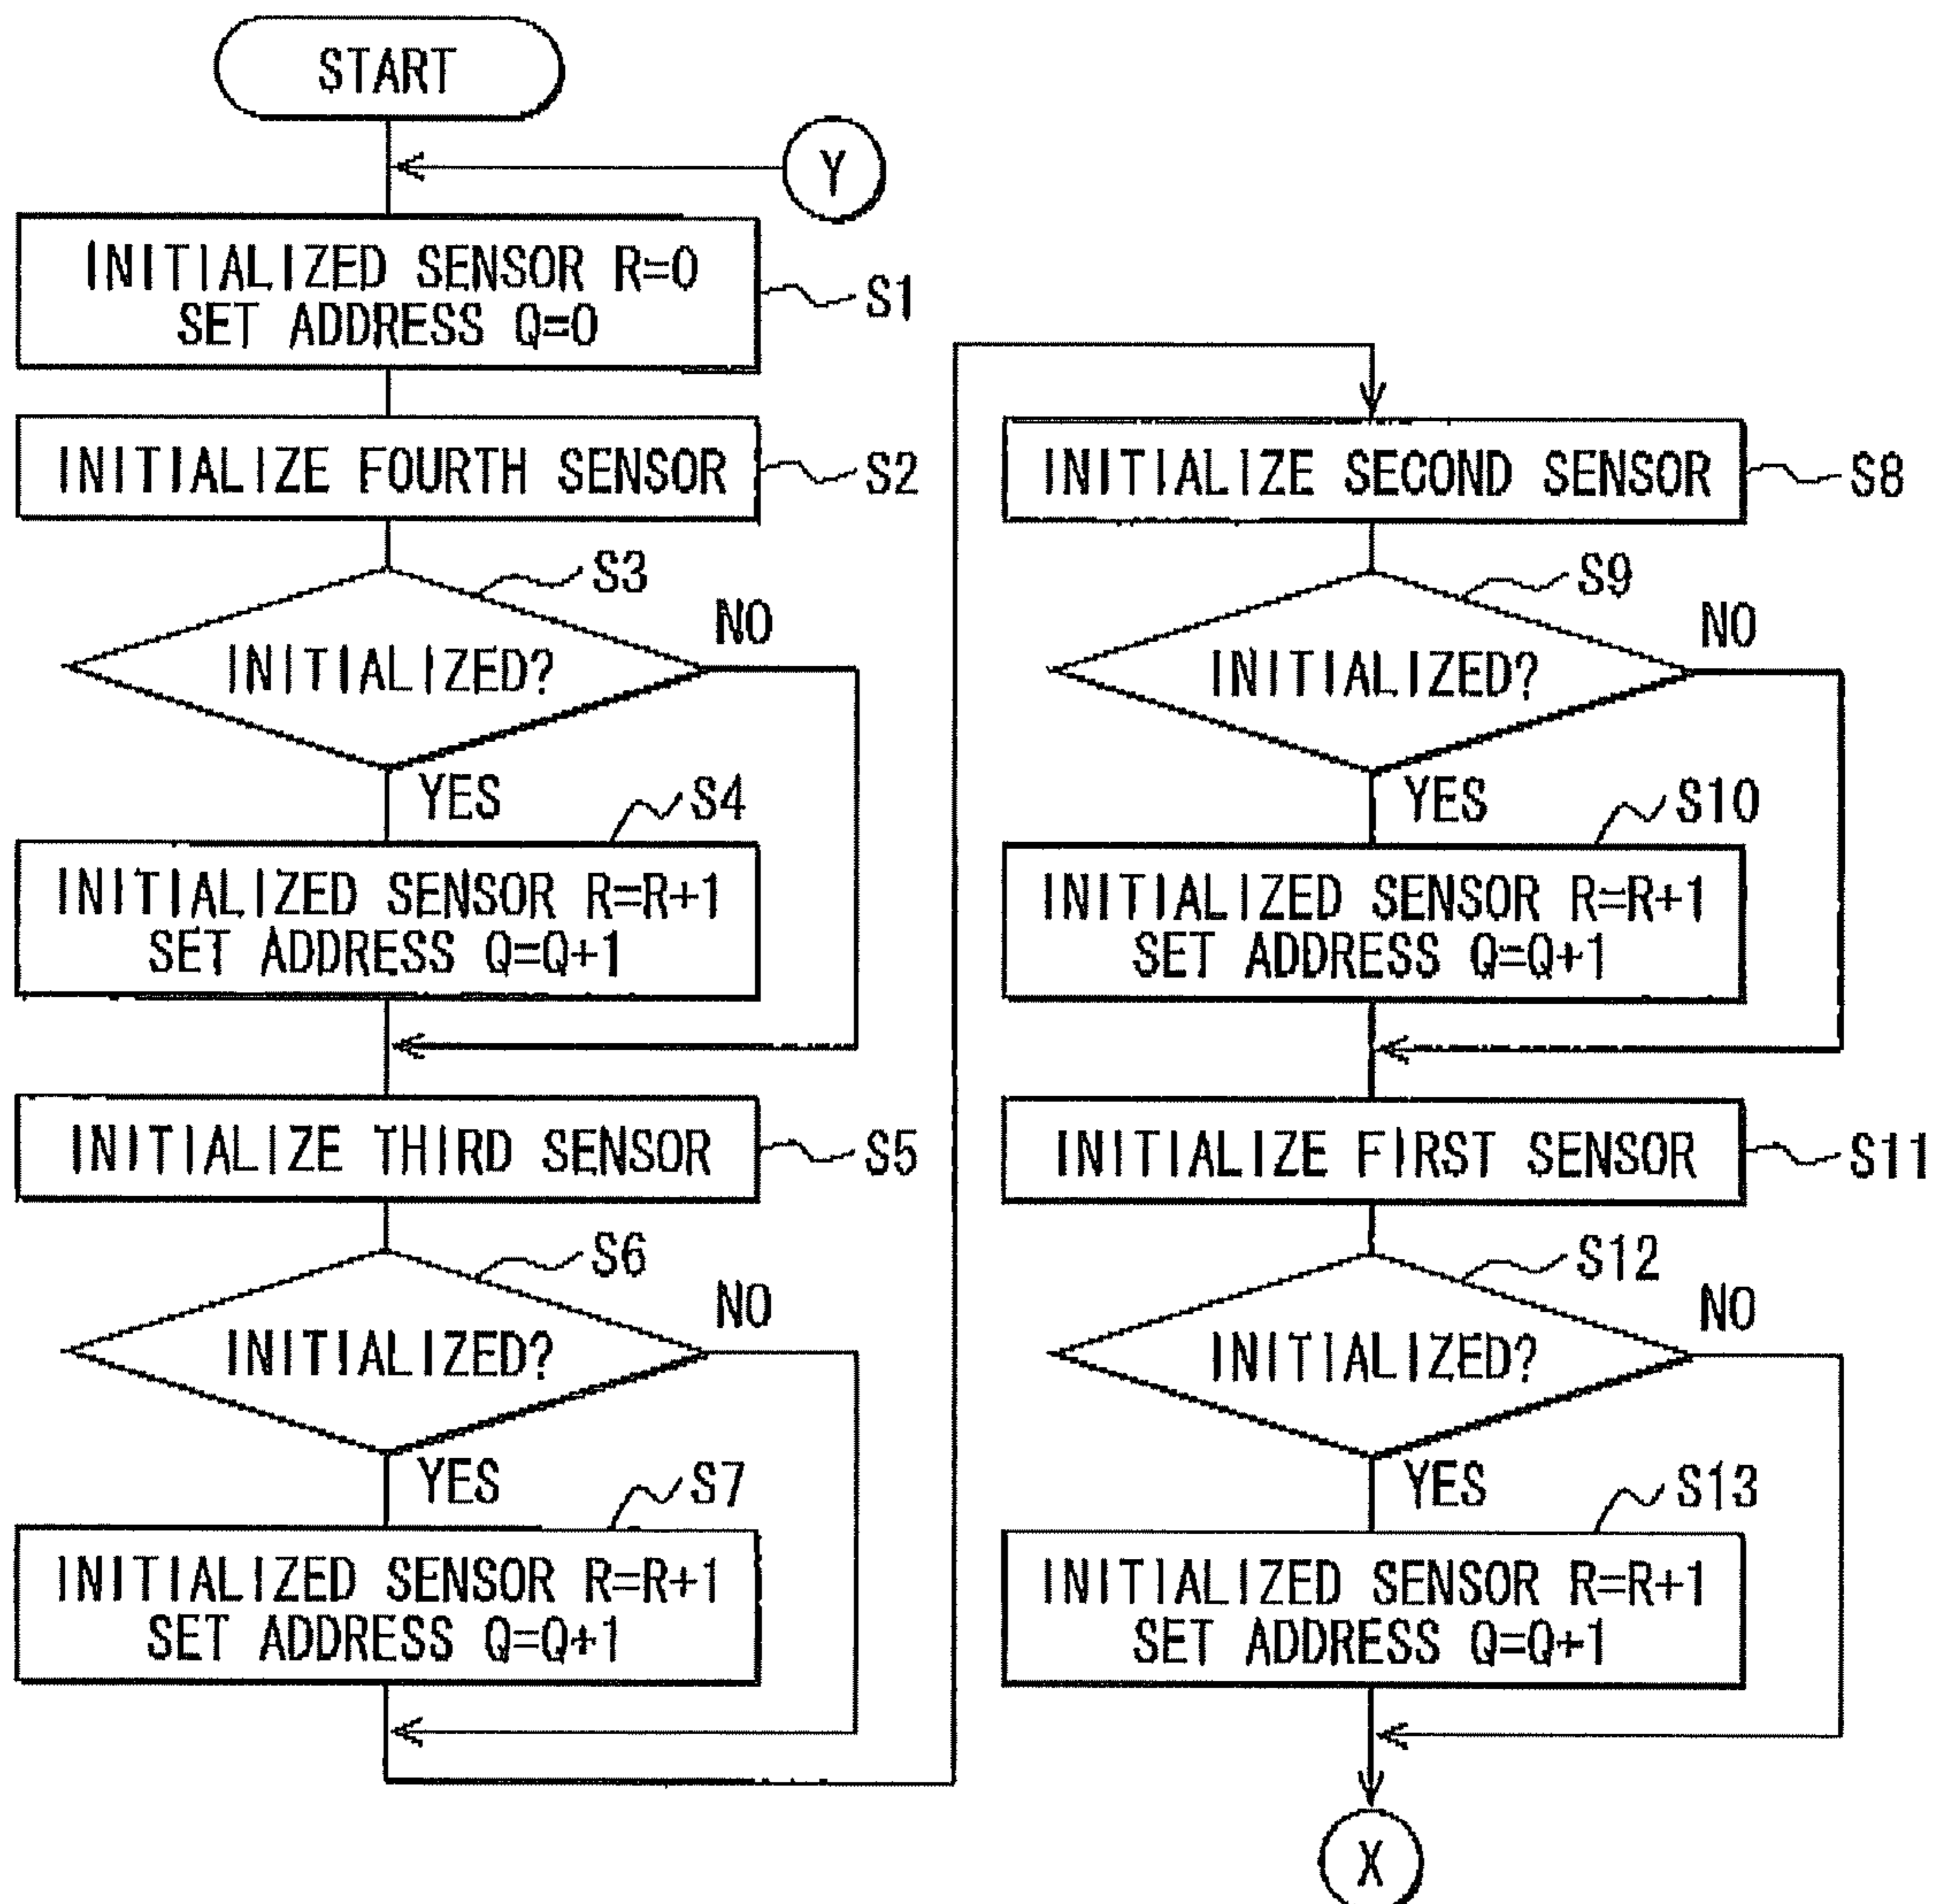 START
Y
INITIALIZED SENSOR R=0
SET ADDRESS Q=0
S1
INITIALIZE FOURTH SENSOR
S2
S3
INITIALIZED?
NO
YES
S4
INITIALIZED SENSOR R=R+1
SET ADDRESS Q=Q+1
INITIALIZE THIRD SENSOR
S5
S6
INITIALIZED?
NO
YES
S7
INITIALIZED SENSOR R=R+1
SET ADDRESS Q=Q+1
INITIALIZE SECOND SENSOR
S8
S9
INITIALIZED?
NO
YES
S10
INITIALIZED SENSOR R=R+1
SET ADDRESS Q=Q+1
INITIALIZE FIRST SENSOR
S11
S12
INITIALIZED?
NO
YES
S13
INITIALIZED SENSOR R=R+1
SET ADDRESS Q=Q+1
X